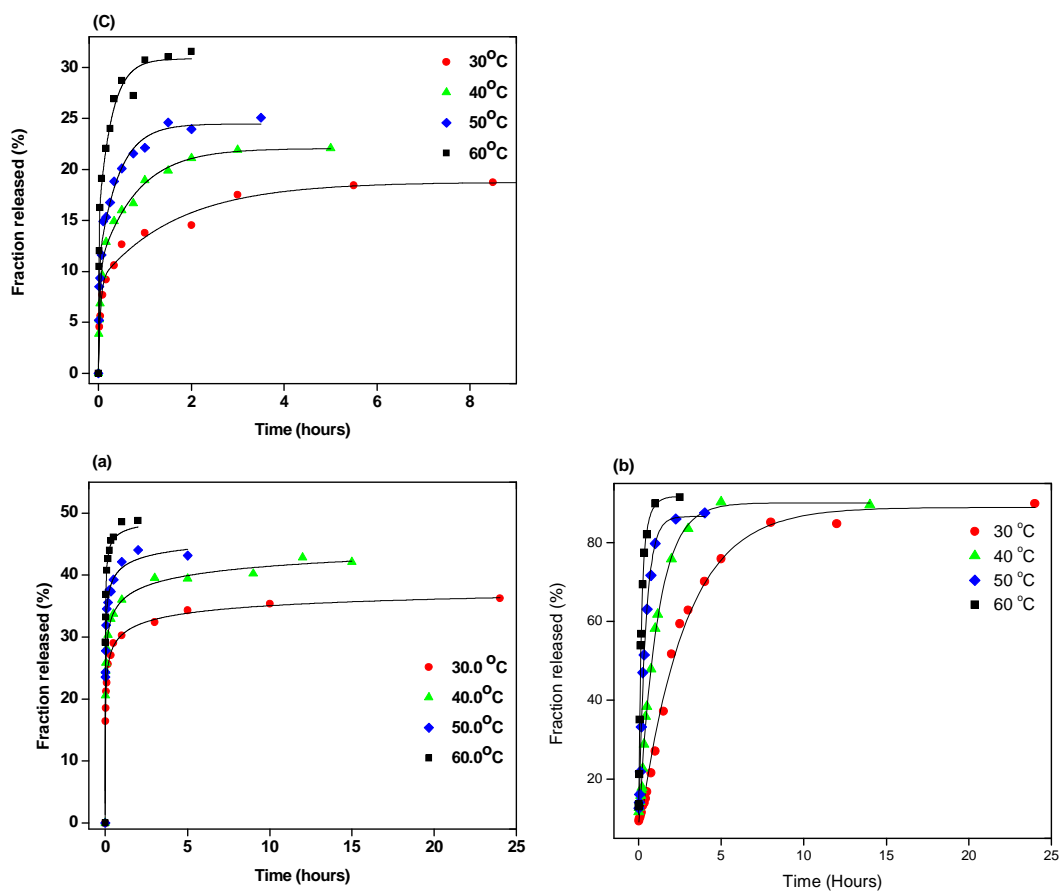 (C)
Fraction released (%)
30
25
20
15
10
5
0
30°C
40°C
50°C
60°C
0 2 4 6 8
Time (hours)
(a)
Fraction released (%)
50
40
30
20
10
0
30.0 °C
40.0°C
50.0°C
60.0°C
0 5 10 15 20 25
Time (hours)
(b)
Fraction released (%)
80
60
40
20
30 °C
40 °C
50 °C
60 °C
0 5 10 15 20 25
Time (Hours)